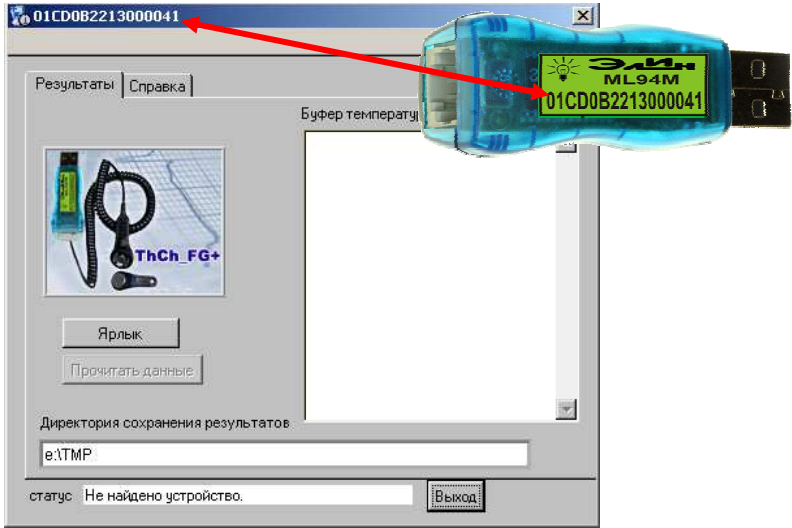 01CD0B2213000041
ЭлИн
ML94M
01CD0B2213000041
Результаты
Справка
Буфер температур
ThCh_FG+
Ярлык
Прочитать данные
Директория сохранения результатов
e:\TMP
статус
Не найдено устройство.
Выход